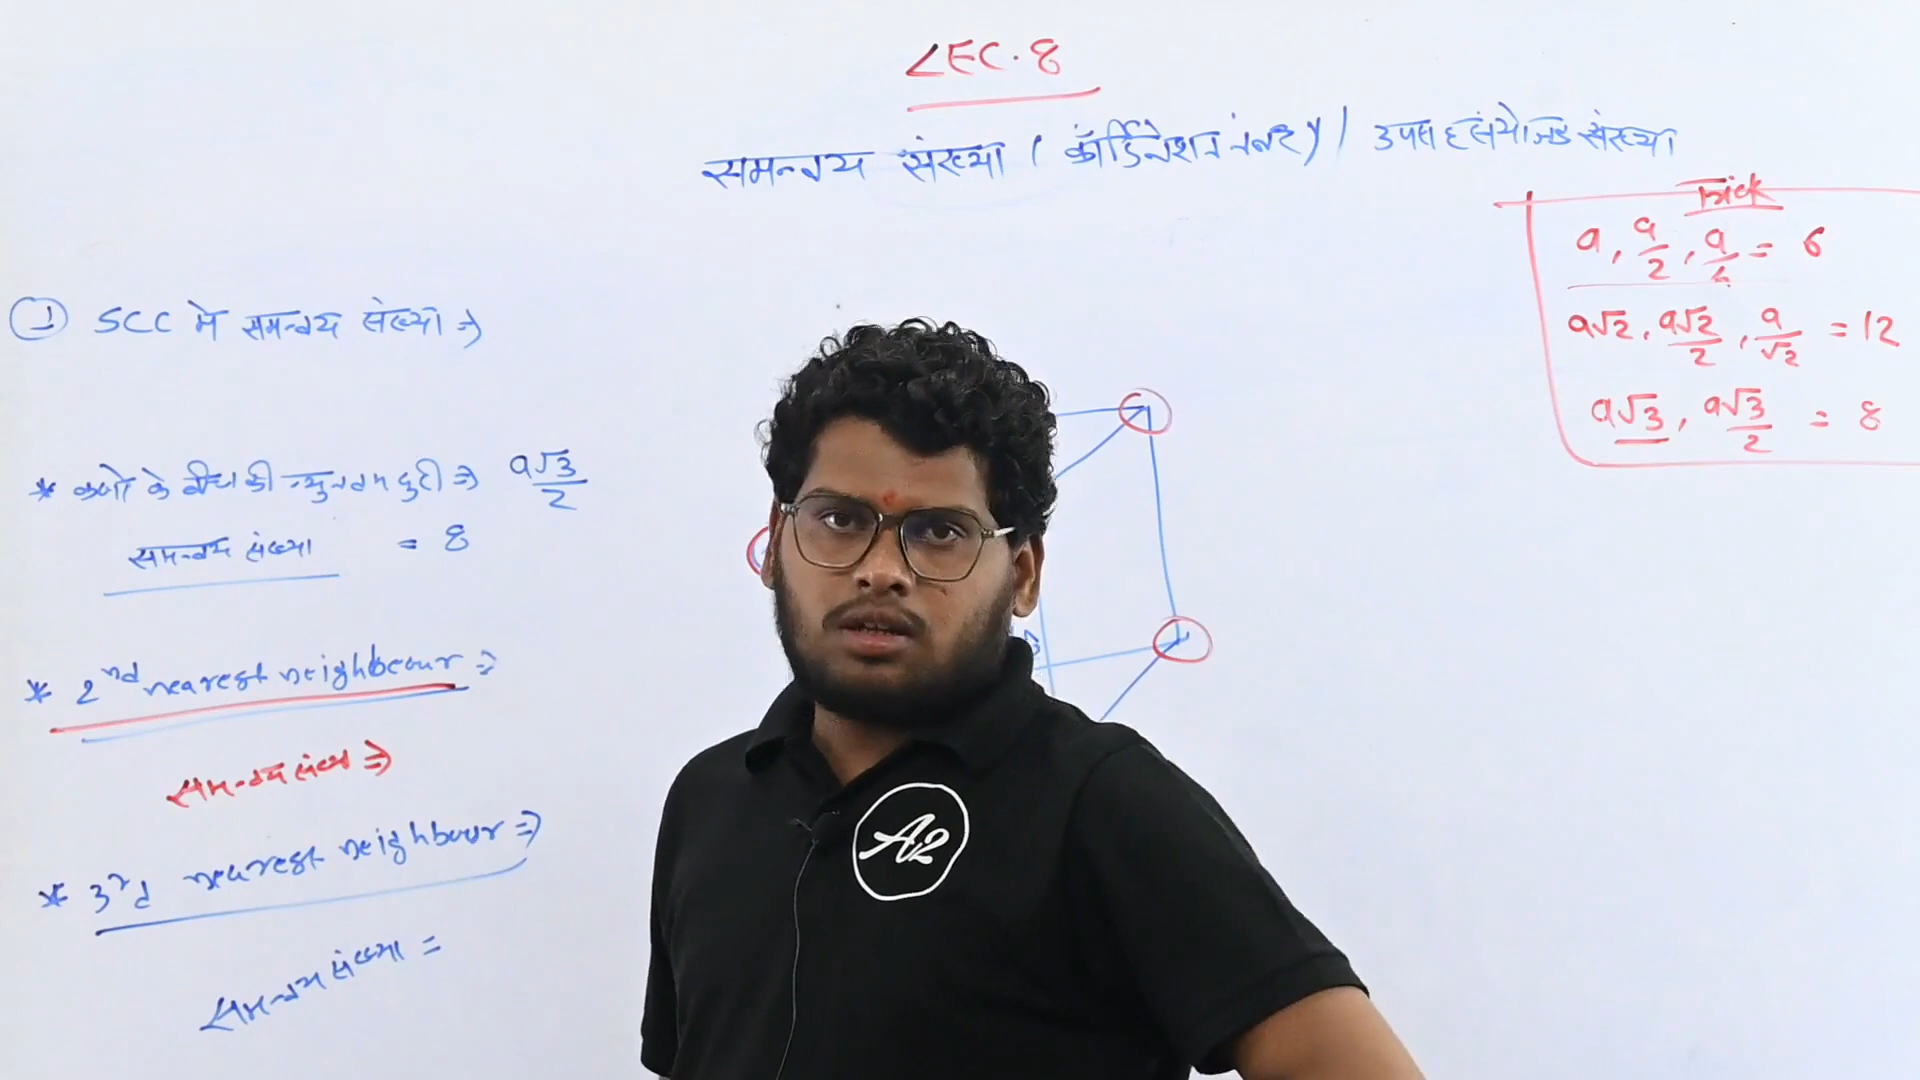 LEC.8
समन्वय संख्या ( कॉर्डिनेशन नंबर ) / उपसहसंयोजक संख्या
Trick
a, a/2, a/4 = 6
a√2, a√2/2, a/√2 = 12
a√3, a√3/2 = 8
① SCC मे समन्वय संख्या ⇒
* कणो के बीच की न्युनतम दुरी ⇒ a√3/2
समन्वय संख्या = 8
* 2nd nearest neighbour ⇒
समन्वय संख्या ⇒
* 3rd nearest neighbour ⇒
समन्वय संख्या =
A2